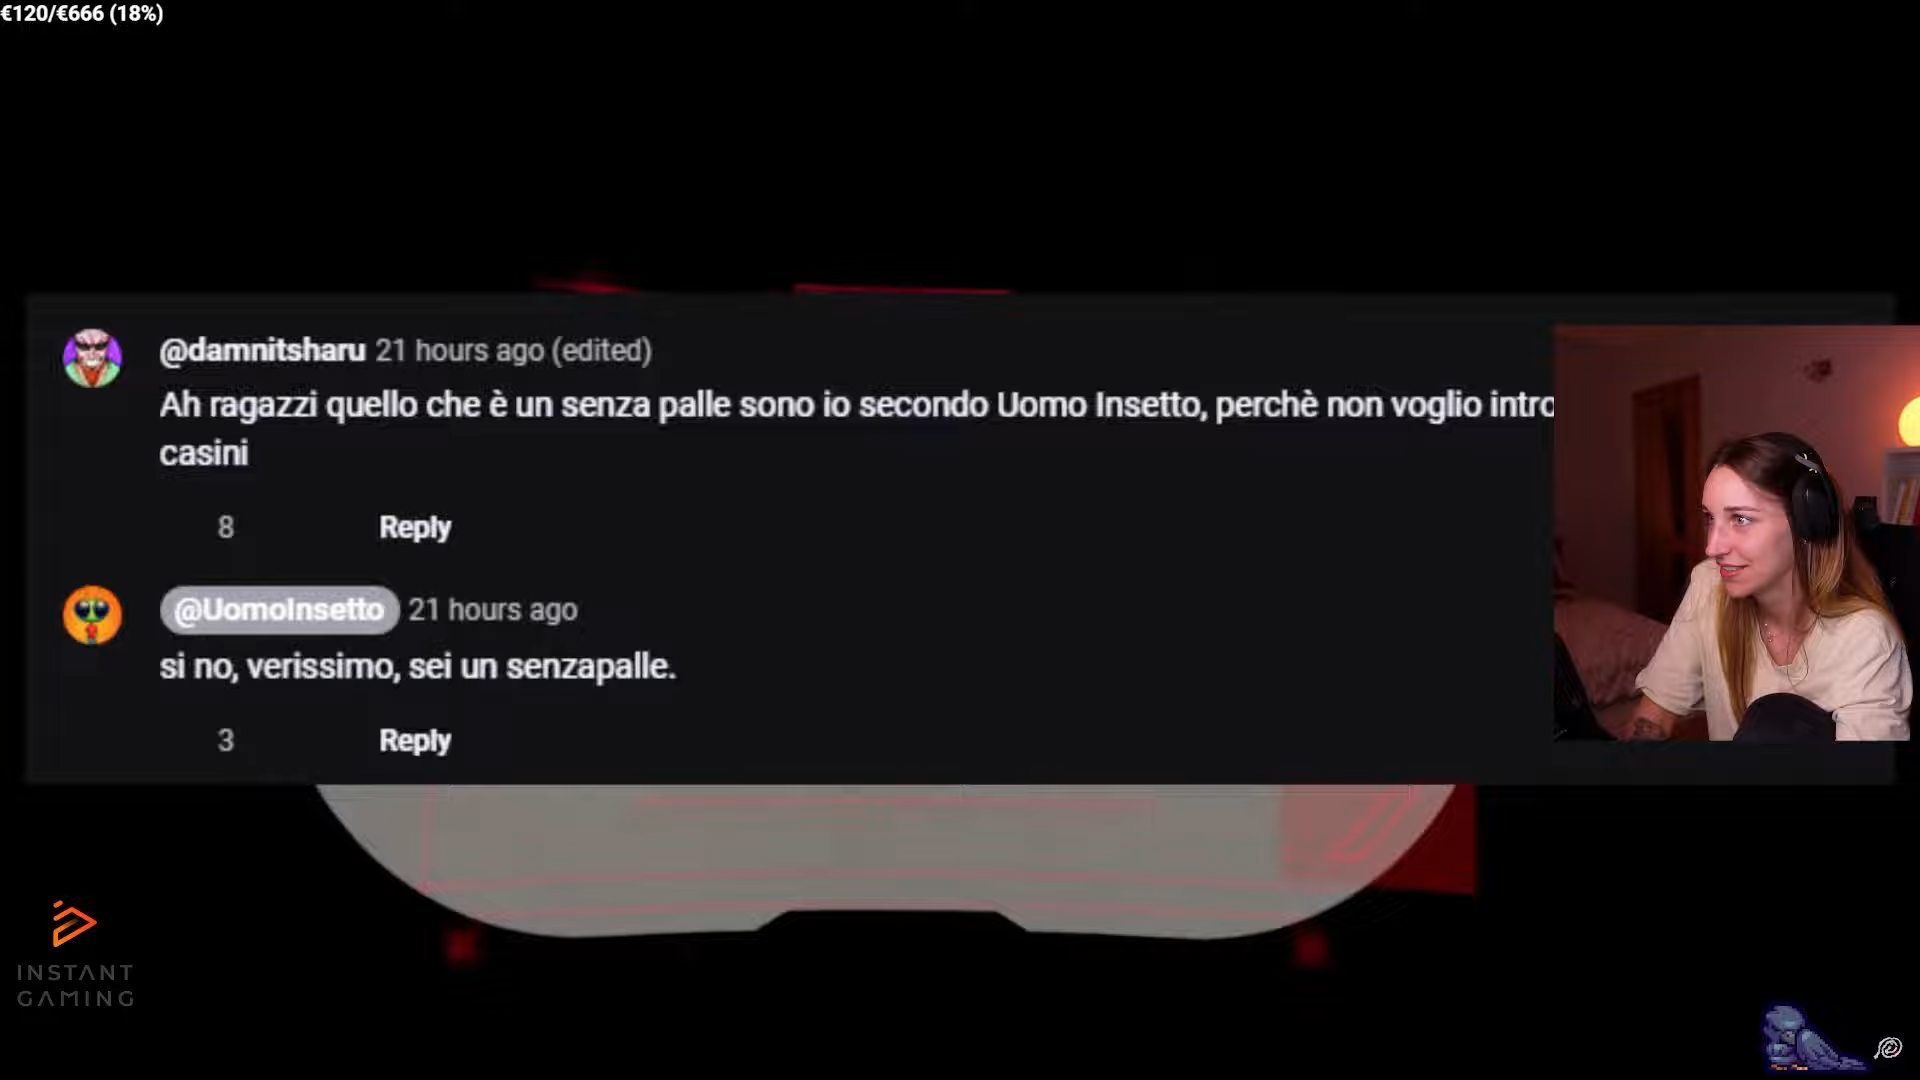 €120/€666 (18%)
@damnitsharu 21 hours ago (edited)
Ah ragazzi quello che è un senza palle sono io secondo Uomo Insetto, perchè non voglio intro
casini
8 Reply
@UomoInsetto 21 hours ago
si no, verissimo, sei un senzapalle.
3 Reply
INSTANT
GAMING